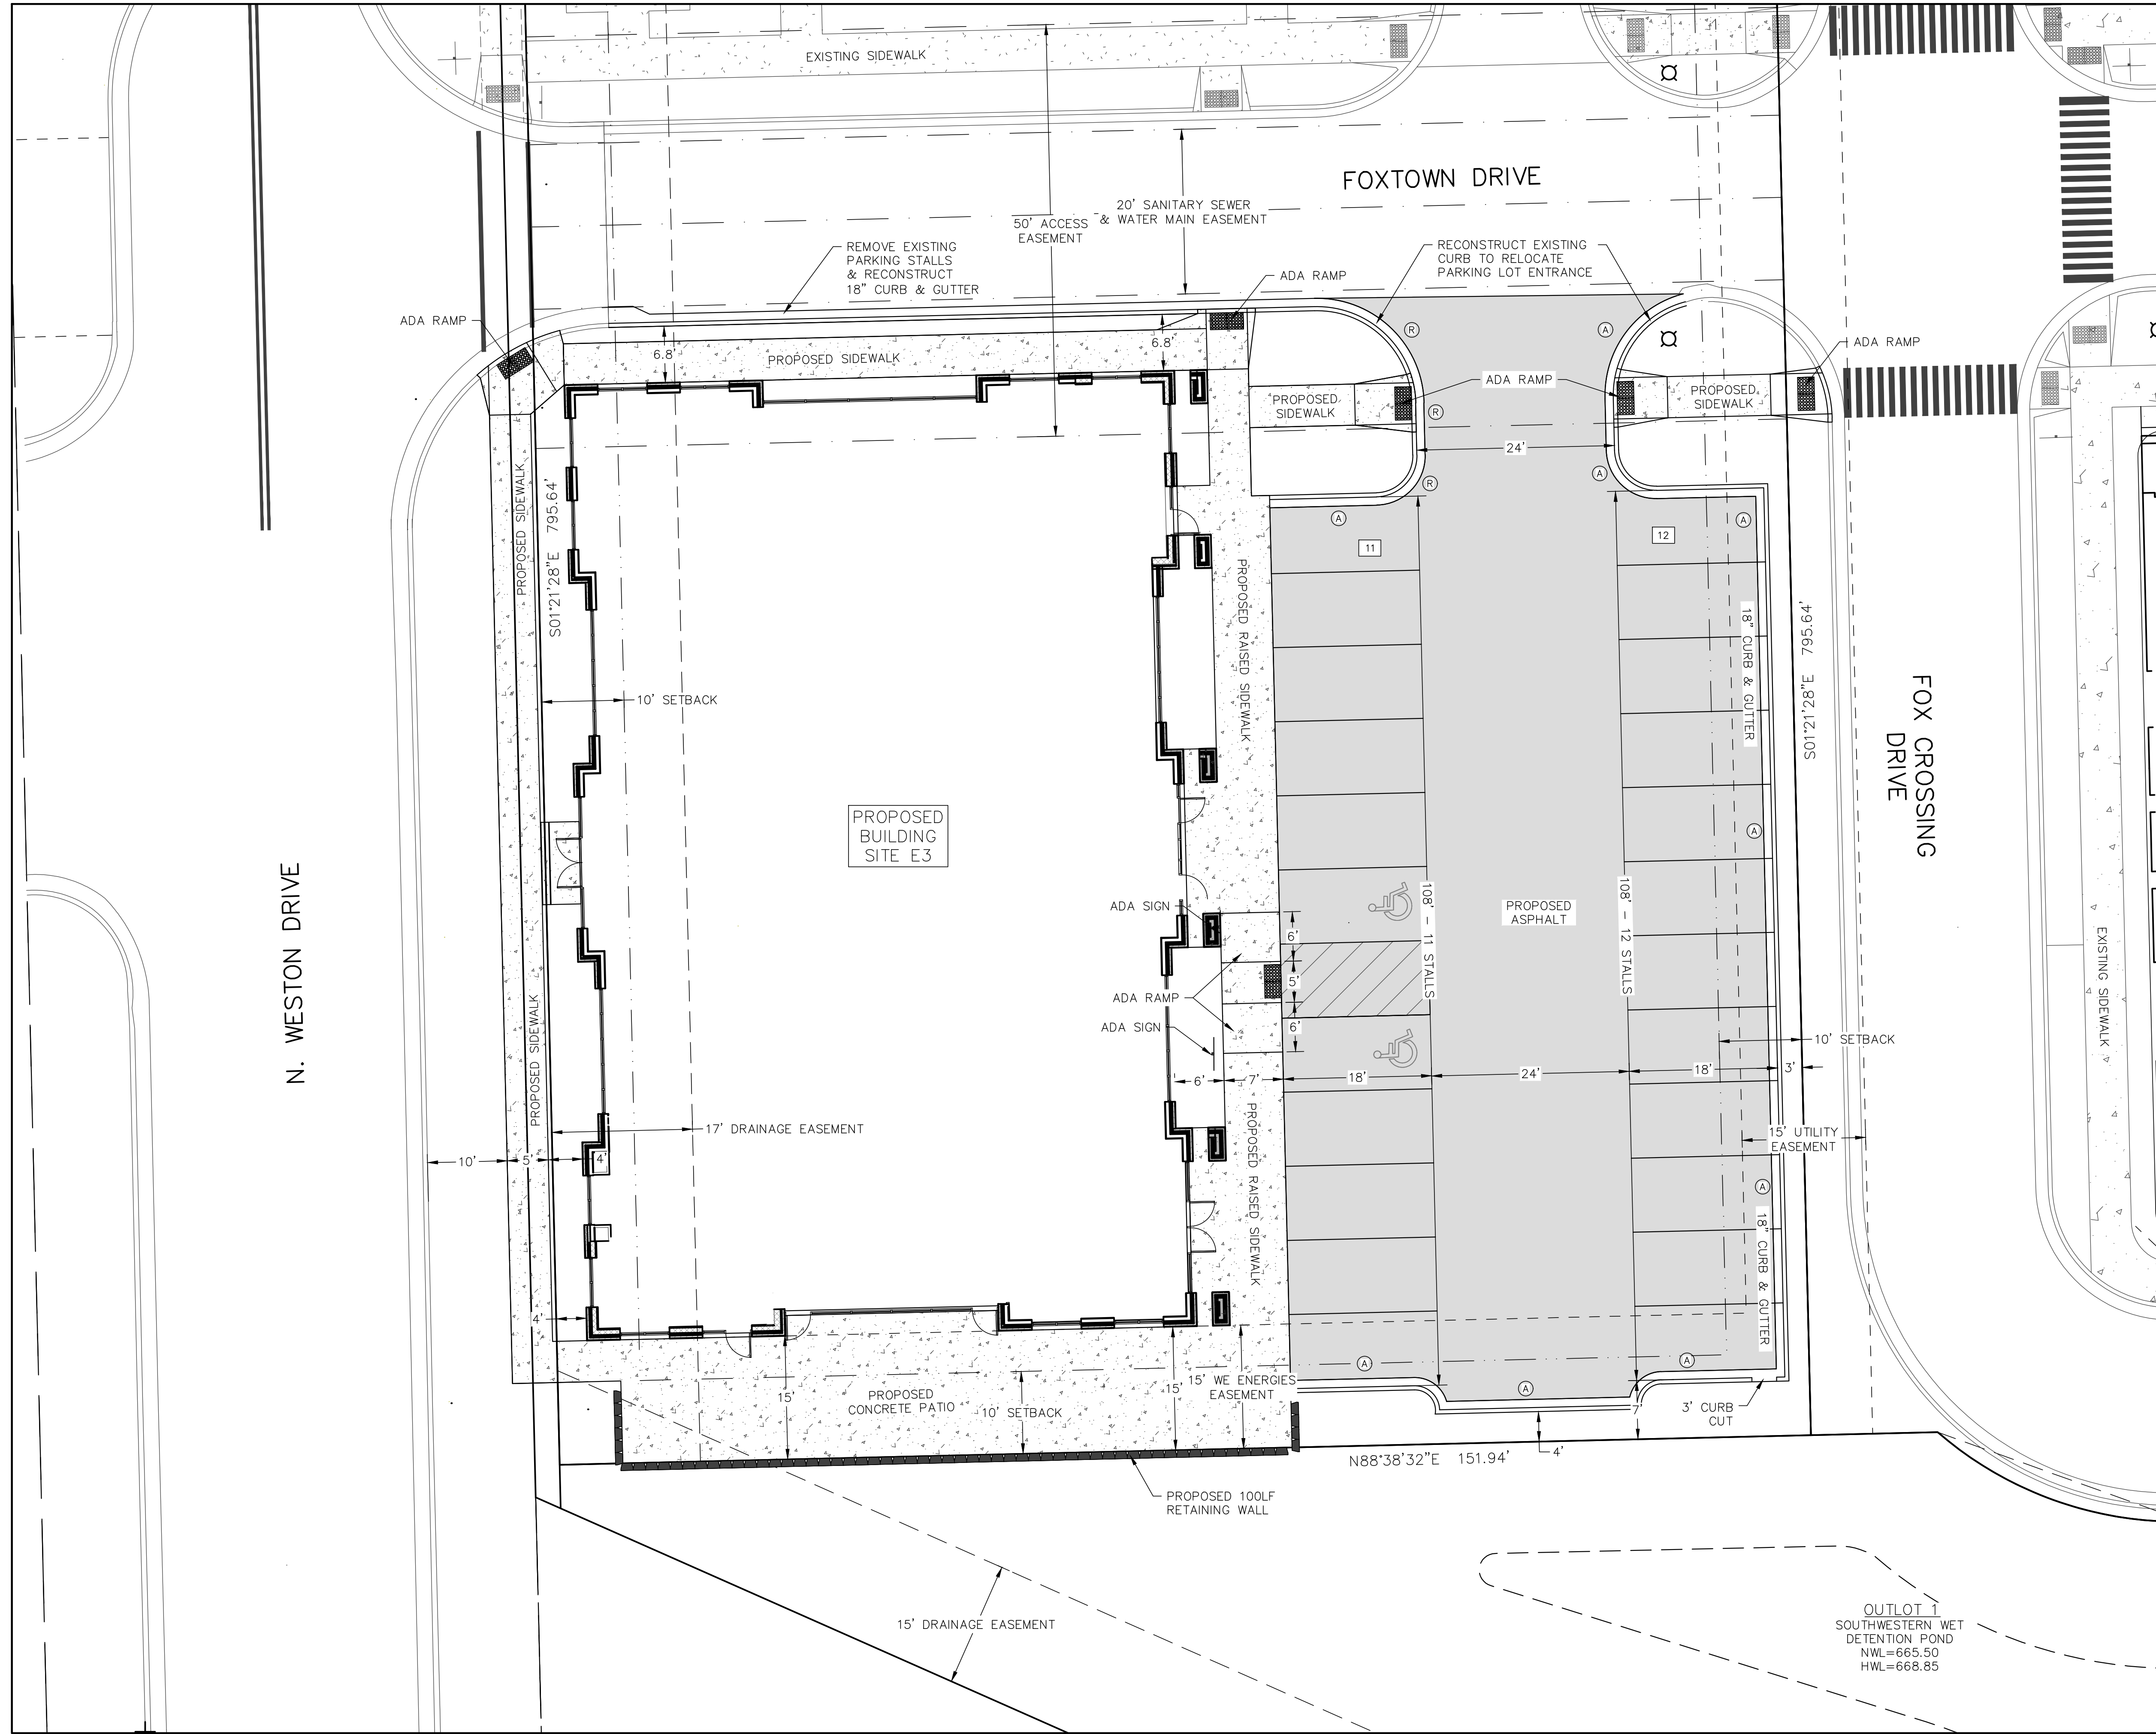 EXISTING SIDEWALK
FOXTOWN DRIVE
20' SANITARY SEWER
& WATER MAIN EASEMENT
50' ACCESS
EASEMENT
REMOVE EXISTING
PARKING STALLS
& RECONSTRUCT
18" CURB & GUTTER
RECONSTRUCT EXISTING
CURB TO RELOCATE
PARKING LOT ENTRANCE
ADA RAMP
ADA RAMP
R
A
ADA RAMP
6.8'
6.8'
PROPOSED SIDEWALK
ADA RAMP
PROPOSED
SIDEWALK
R
PROPOSED
SIDEWALK
24'
R
A
PROPOSED SIDEWALK
S01°21'28"E 795.64'
A
11
12
A
PROPOSED RAISED SIDEWALK
18" CURB & GUTTER
S01°21'28"E 795.64'
10' SETBACK
FOX CROSSING
DRIVE
PROPOSED
BUILDING
SITE E3
A
N. WESTON DRIVE
ADA SIGN
6'
108' - 11 STALLS
PROPOSED
ASPHALT
108' - 12 STALLS
EXISTING SIDEWALK
5'
ADA RAMP
ADA SIGN
6'
PROPOSED SIDEWALK
10' SETBACK
6'
7'
18'
24'
18'
3'
17' DRAINAGE EASEMENT
15' UTILITY
EASEMENT
10'
5'
4'
PROPOSED RAISED SIDEWALK
A
18" CURB & GUTTER
4'
A
A
15'
PROPOSED
CONCRETE PATIO
10' SETBACK
15'
15' WE ENERGIES
EASEMENT
A
7'
3' CURB
CUT
4'
N88°38'32"E 151.94'
PROPOSED 100LF
RETAINING WALL
15' DRAINAGE EASEMENT
OUTLOT 1
SOUTHWESTERN WET
DETENTION POND
NWL=665.50
HWL=668.85